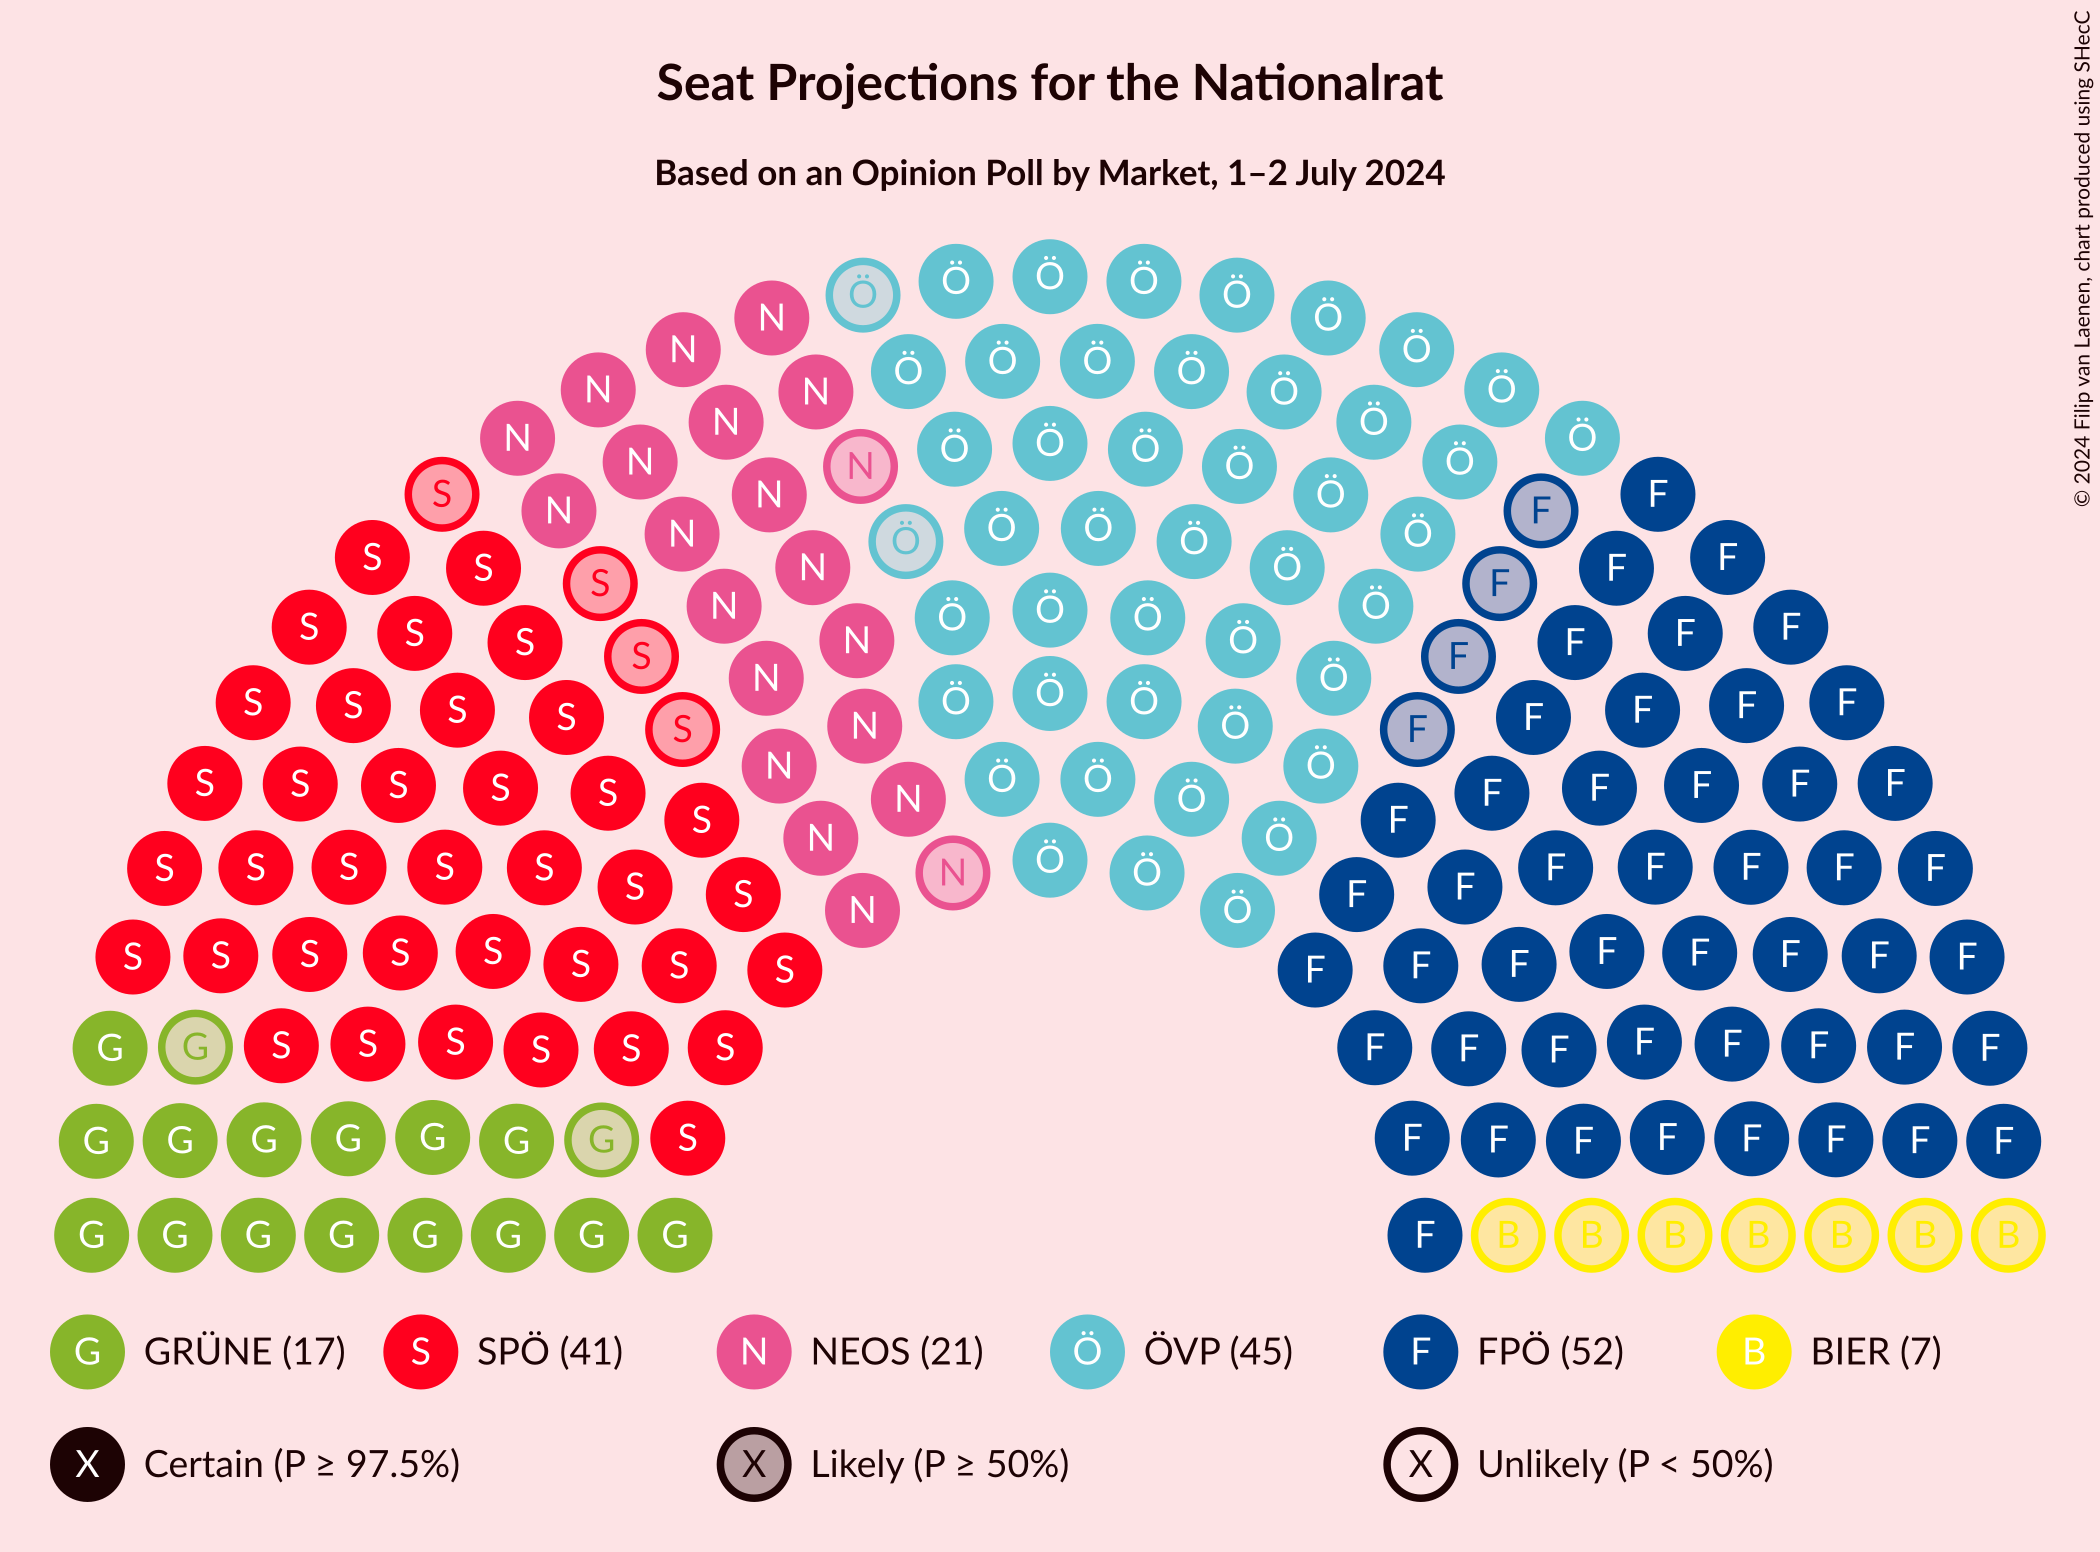 Seat Projections for the Nationalrat
Based on an Opinion Poll by Market, 1–2 July 2024
© 2024 Filip van Laenen, chart produced using SHecC
Ö Ö Ö Ö Ö
N Ö
N Ö
Ö Ö Ö Ö
N Ö
N Ö
N Ö
N Ö
N Ö
Ö Ö Ö
N Ö
N Ö
N Ö
S N N Ö Ö F
N F
Ö Ö Ö
N Ö
S F
N Ö
S S F F
S N Ö F
Ö Ö Ö
S F
S F
S N Ö F
S S F F
N Ö
Ö Ö Ö
S F
S S F F
S S F F
N Ö
S F
N Ö
Ö Ö
S S S F F F
S S F F
N Ö
S F
N Ö
Ö
S S S S S F F F F F
N Ö
S S F F
S F
N Ö
S S S S S F F F F F
S S F F
S F
S S S S F F F F
G G S S S S S S F F F F F F F F
G G G G G G G S F F F F F F F F
G G G G G G G G F B B B B B B B
G GRÜNE (17) S SPÖ (41) N NEOS (21) Ö ÖVP (45) F FPÖ (52) B BIER (7)
X Certain (P ≥ 97.5%) X Likely (P ≥ 50%) X Unlikely (P < 50%)